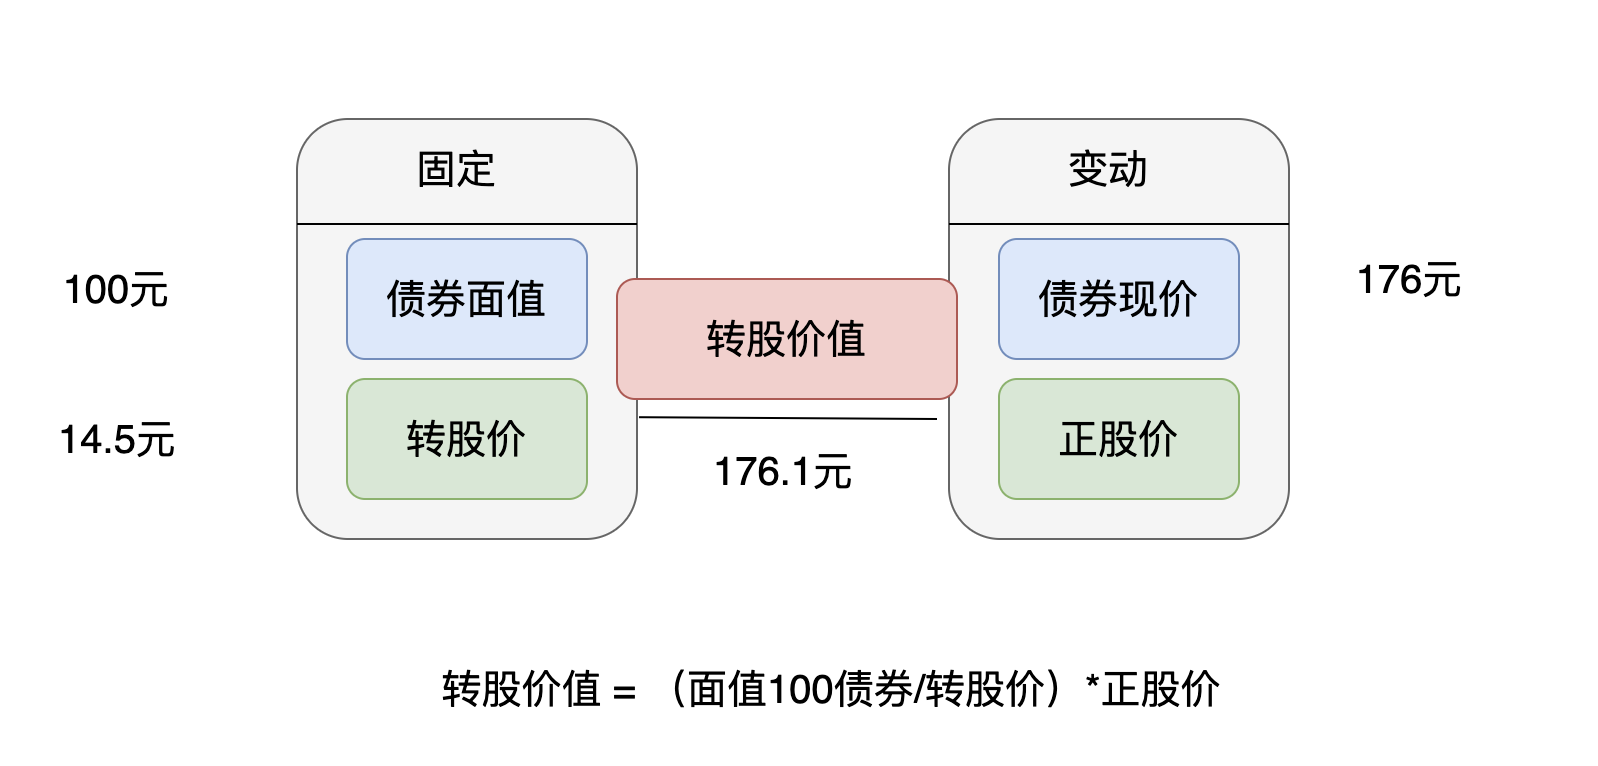 固定
变动
100元
债券面值
转股价值
债券现价
176元
14.5元
转股价
176.1元
正股价
转股价值 = （面值100债券/转股价）*正股价